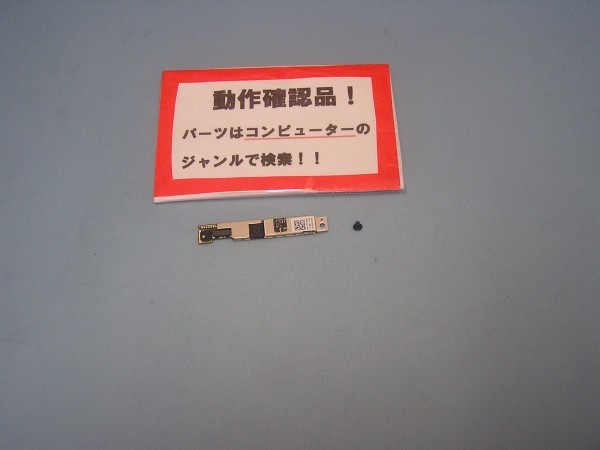 動作確認品！
パーツはコンピューターの
ジャンルで検索！！